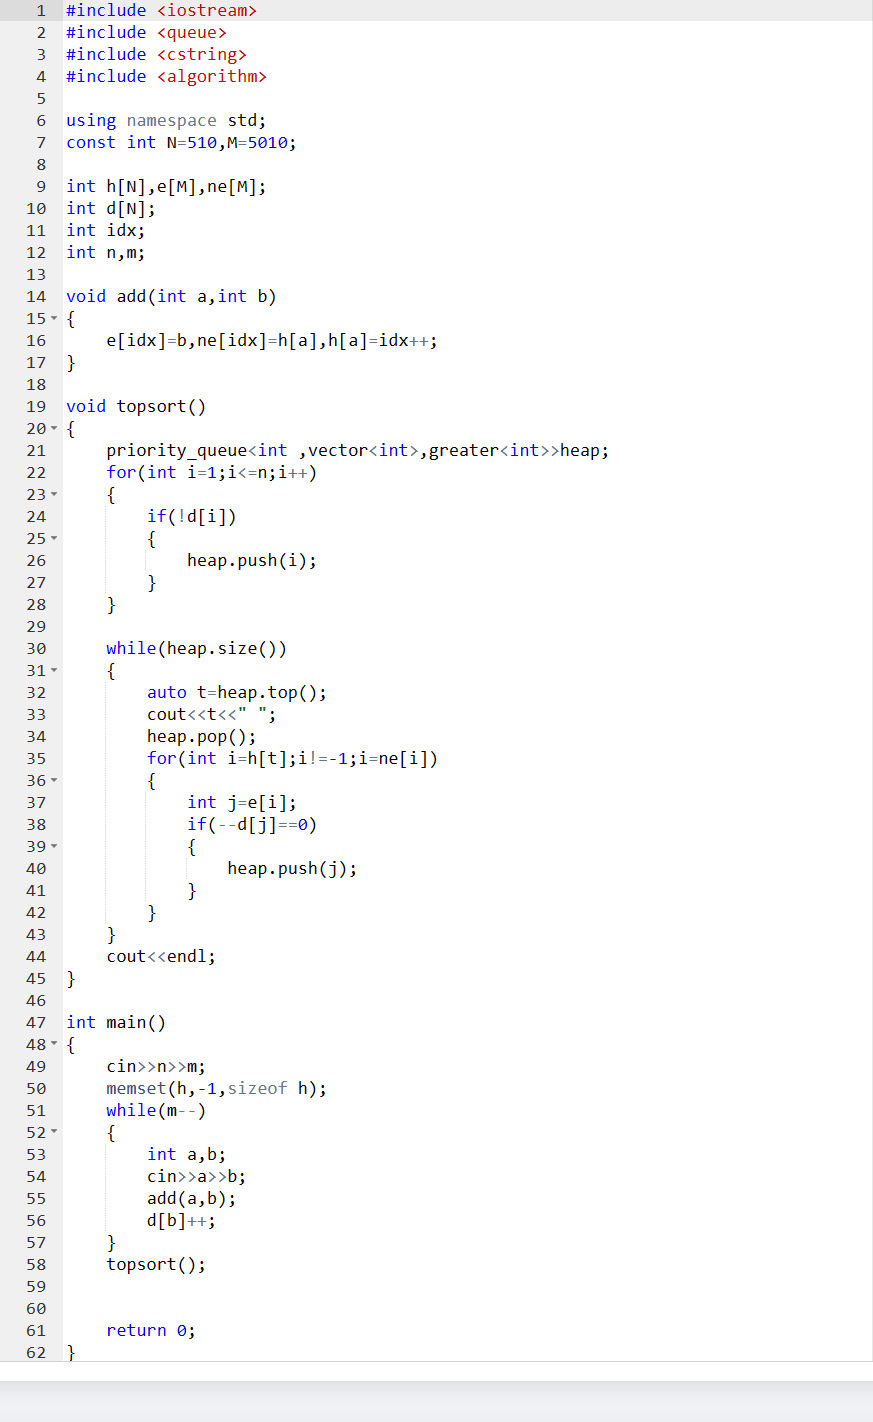 1 #include <iostream>
2 #include <queue>
3 #include <cstring>
4 #include <algorithm>
5
6 using namespace std;
7 const int N=510,M=5010;
8
9 int h[N],e[M],ne[M];
10 int d[N];
11 int idx;
12 int n,m;
13
14 void add(int a,int b)
15 {
16     e[idx]=b,ne[idx]=h[a],h[a]=idx++;
17 }
18
19 void topsort()
20 {
21     priority_queue<int ,vector<int>,greater<int>>heap;
22     for(int i=1;i<=n;i++)
23     {
24         if(!d[i])
25         {
26             heap.push(i);
27         }
28     }
29
30     while(heap.size())
31     {
32         auto t=heap.top();
33         cout<<t<<" ";
34         heap.pop();
35         for(int i=h[t];i!=-1;i=ne[i])
36         {
37             int j=e[i];
38             if(--d[j]==0)
39             {
40                 heap.push(j);
41             }
42         }
43     }
44     cout<<endl;
45 }
46
47 int main()
48 {
49     cin>>n>>m;
50     memset(h,-1,sizeof h);
51     while(m--)
52     {
53         int a,b;
54         cin>>a>>b;
55         add(a,b);
56         d[b]++;
57     }
58     topsort();
59
60
61     return 0;
62 }